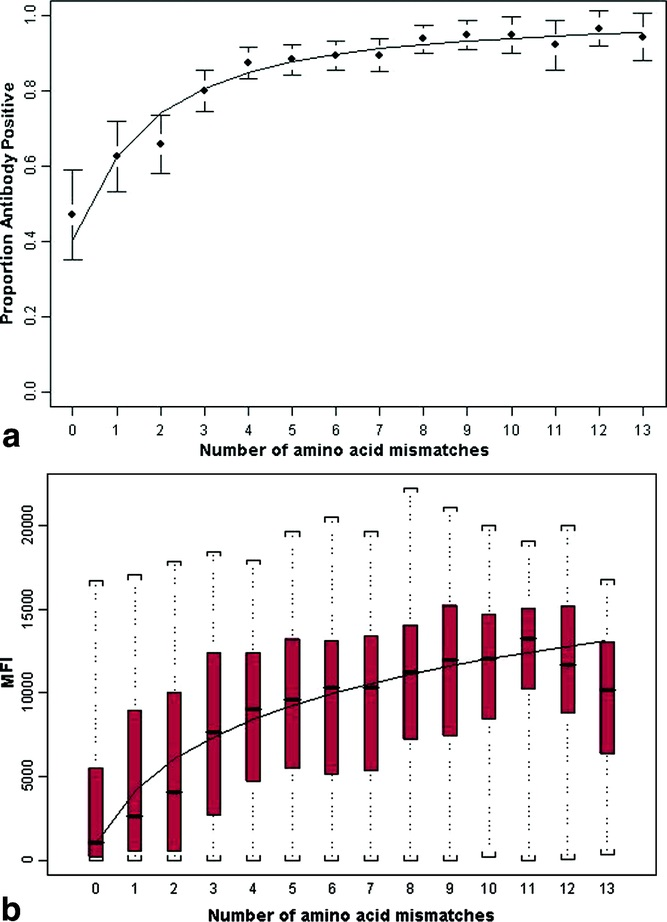 1.0
0.8
0.6
0.4
0.2
0.0
Proportion Antibody Positive
0 1 2 3 4 5 6 7 8 9 10 11 12 13
Number of amino acid mismatches
a
20000
15000
10000
5000
0
MFI
0 1 2 3 4 5 6 7 8 9 10 11 12 13
Number of amino acid mismatches
b